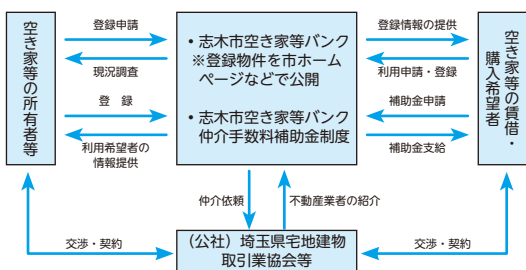 空き家等の所有者等
登録申請
現況調査
登　録
利用希望者の
情報提供
・志木市空き家等バンク
※登録物件を市ホーム
ページなどで公開
・志木市空き家等バンク
仲介手数料補助金制度
登録情報の提供
利用申請・登録
補助金申請
補助金支給
空き家等の賃借・
購入希望者
仲介依頼
不動産業者の紹介
交渉・契約
（公社）埼玉県宅地建物
取引業協会等
交渉・契約